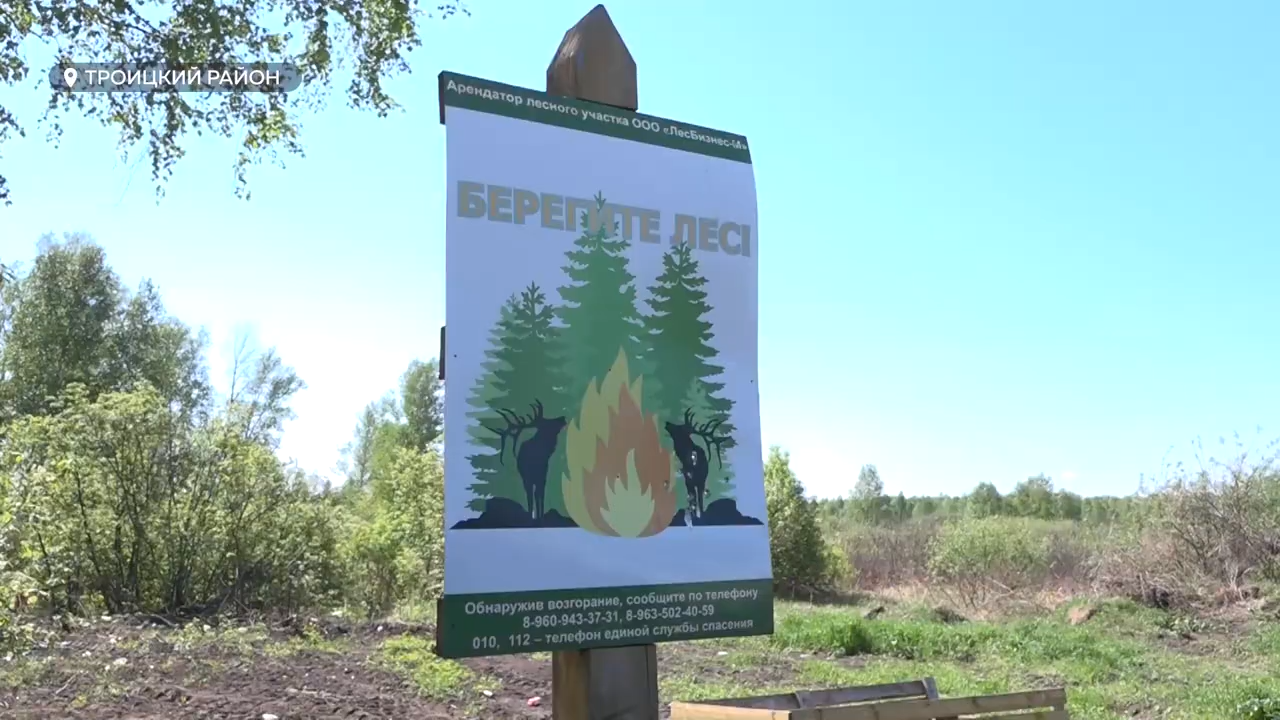 ТРОИЦКИЙ РАЙОН
Арендатор лесного участка ООО «ЛесБизнес-М»
БЕРЕГИТЕ ЛЕС!
Обнаружив возгорание, сообщите по телефону
8-960-943-37-31, 8-963-502-40-59
010, 112 – телефон единой службы спасения